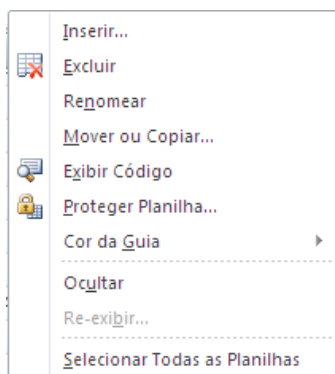 Inserir...
Excluir
Renomear
Mover ou Copiar...
Exibir Código
Proteger Planilha...
Cor da Guia
Ocultar
Re-exibir...
Selecionar Todas as Planilhas